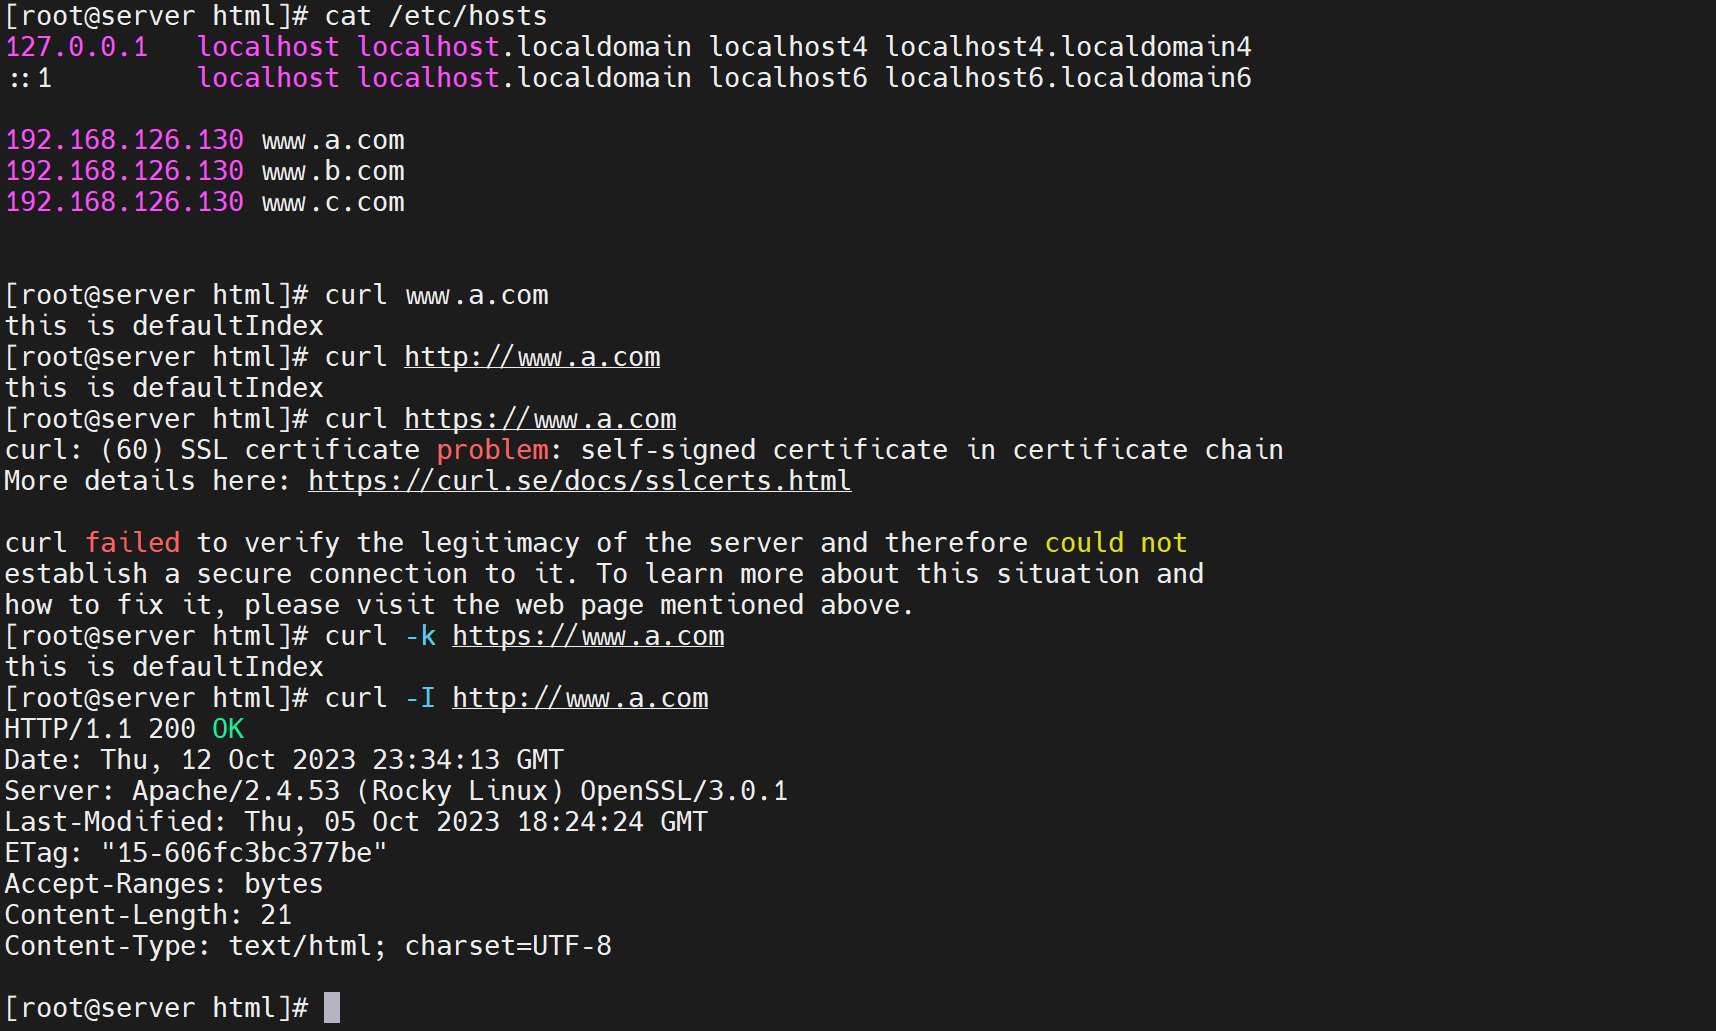 [root@server html]# cat /etc/hosts
127.0.0.1   localhost localhost.localdomain localhost4 localhost4.localdomain4
::1         localhost localhost.localdomain localhost6 localhost6.localdomain6
192.168.126.130 www.a.com
192.168.126.130 www.b.com
192.168.126.130 www.c.com
[root@server html]# curl www.a.com
this is defaultIndex
[root@server html]# curl http://www.a.com
this is defaultIndex
[root@server html]# curl https://www.a.com
curl: (60) SSL certificate problem: self-signed certificate in certificate chain
More details here: https://curl.se/docs/sslcerts.html
curl failed to verify the legitimacy of the server and therefore could not
establish a secure connection to it. To learn more about this situation and
how to fix it, please visit the web page mentioned above.
[root@server html]# curl -k https://www.a.com
this is defaultIndex
[root@server html]# curl -I http://www.a.com
HTTP/1.1 200 OK
Date: Thu, 12 Oct 2023 23:34:13 GMT
Server: Apache/2.4.53 (Rocky Linux) OpenSSL/3.0.1
Last-Modified: Thu, 05 Oct 2023 18:24:24 GMT
ETag: "15-606fc3bc377be"
Accept-Ranges: bytes
Content-Length: 21
Content-Type: text/html; charset=UTF-8
[root@server html]#